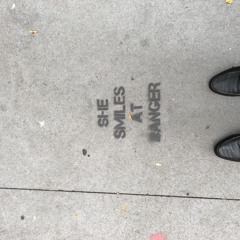 SHE
SMILES
AT
DANGER